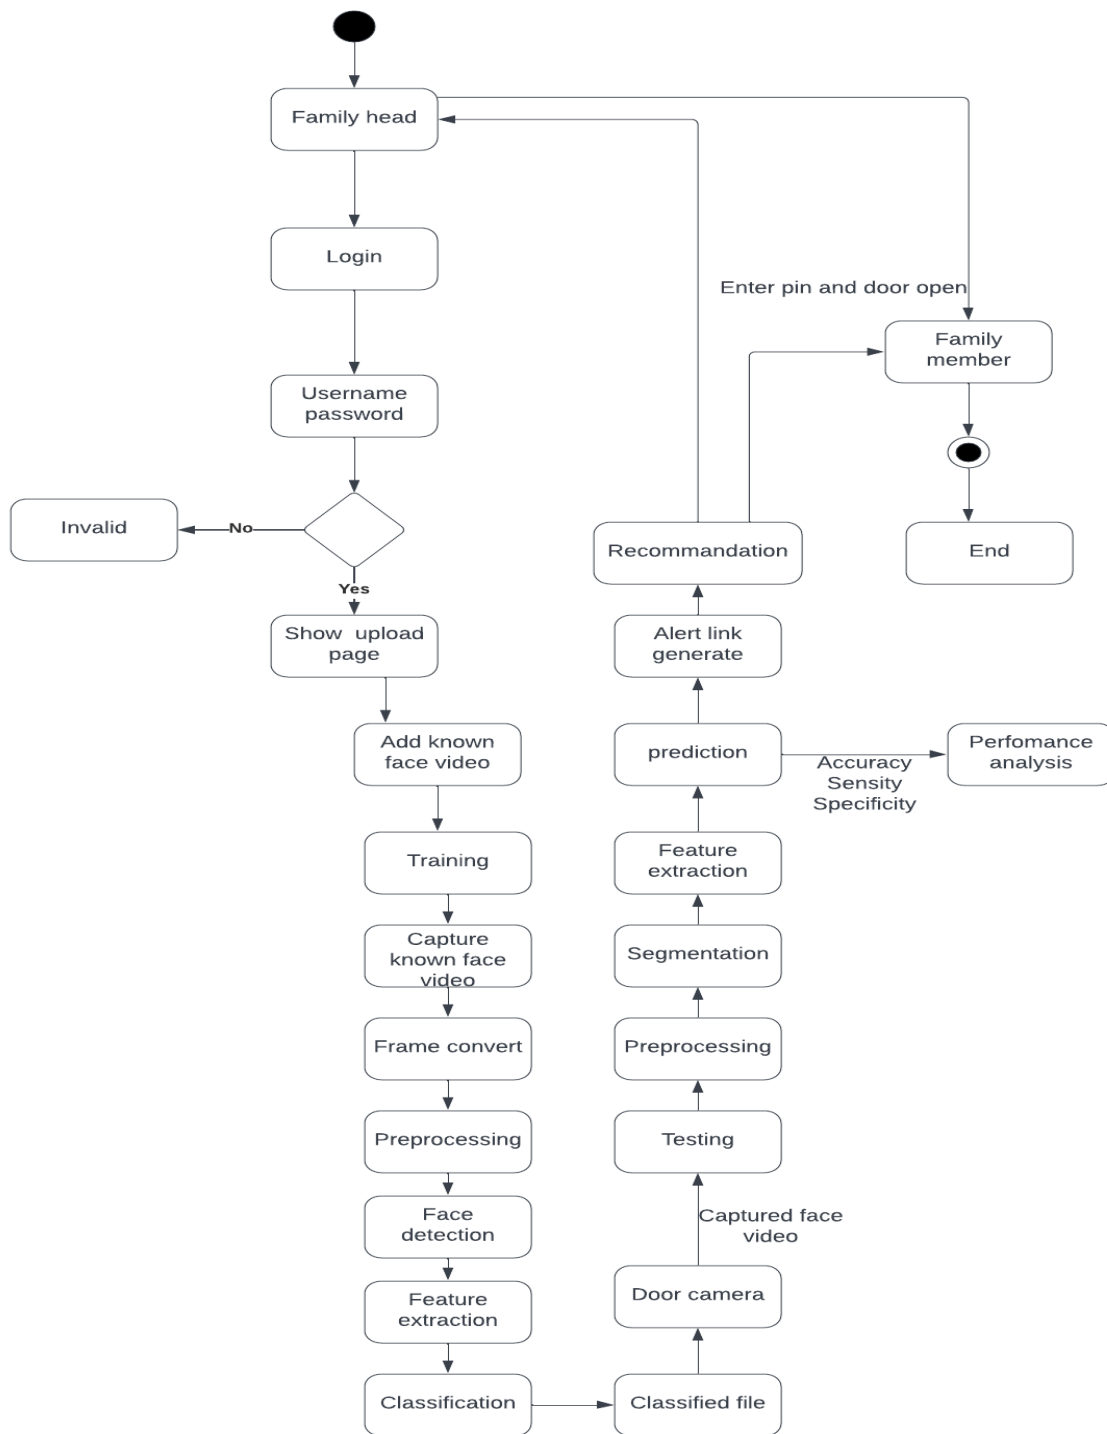 Family head
Login
Enter pin and door open
Family
member
Username
password
Invalid
No
Yes
Recommandation
End
Show  upload
page
Alert link
generate
Add known
face video
prediction
Accuracy
Sensity
Specificity
Perfomance
analysis
Training
Feature
extraction
Capture
known face
video
Segmentation
Frame convert
Preprocessing
Preprocessing
Testing
Face
detection
Captured face
video
Feature
extraction
Door camera
Classification
Classified file